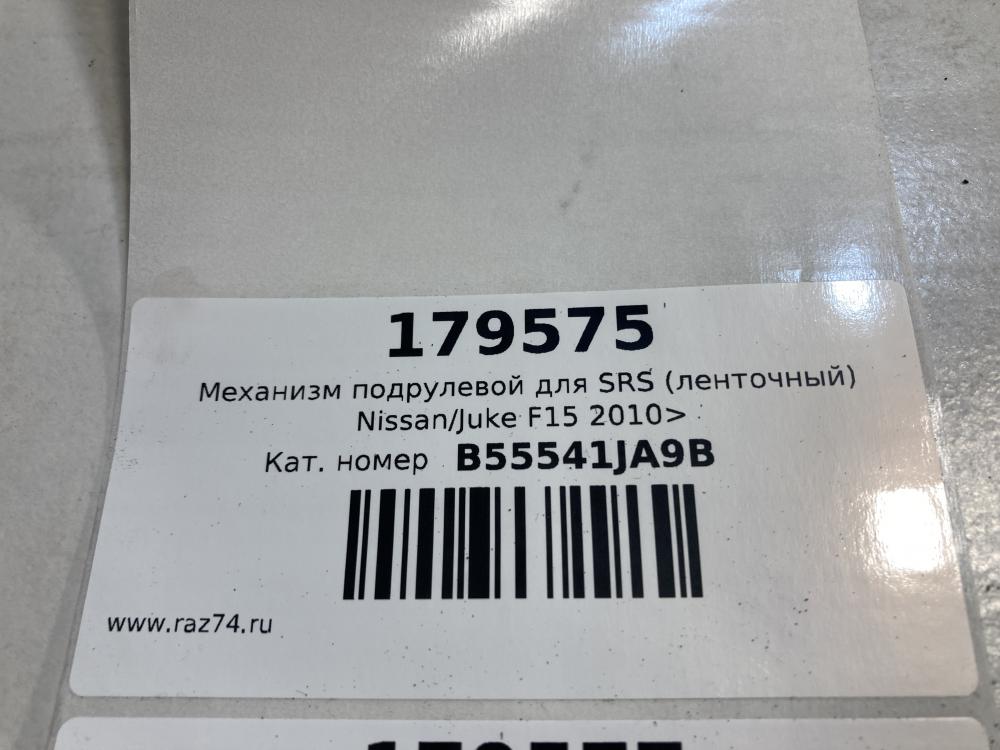 179575
Механизм подрулевой для SRS (ленточный)
Nissan/Juke F15 2010>
Кат. номер B55541JA9B
www.raz74.ru